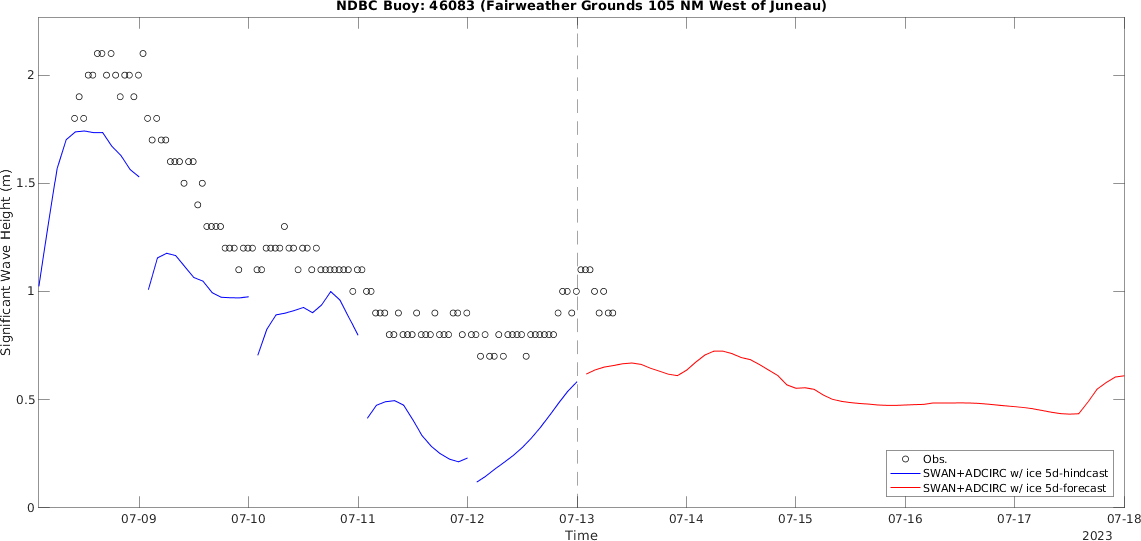 NDBC Buoy: 46083 (Fairweather Grounds 105 NM West of Juneau)
Significant Wave Height (m)
2
1.5
1
0.5
0
Obs.
SWAN+ADCIRC w/ ice 5d-hindcast
SWAN+ADCIRC w/ ice 5d-forecast
07-09 07-10 07-11 07-12 07-13 07-14 07-15 07-16 07-17 07-18
Time
2023